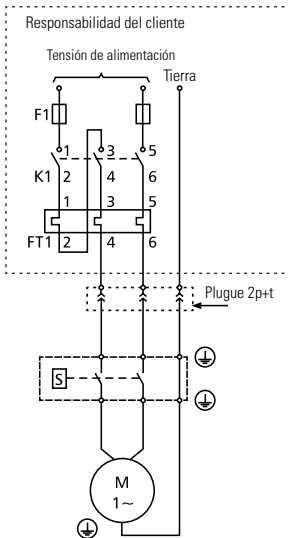 Responsabilidad del cliente
Tensión de alimentación
Tierra
F1
1 3 5
K1 2 4 6
1 3 5
FT1 2 4 6
Plugue 2p+t
S
M
1~